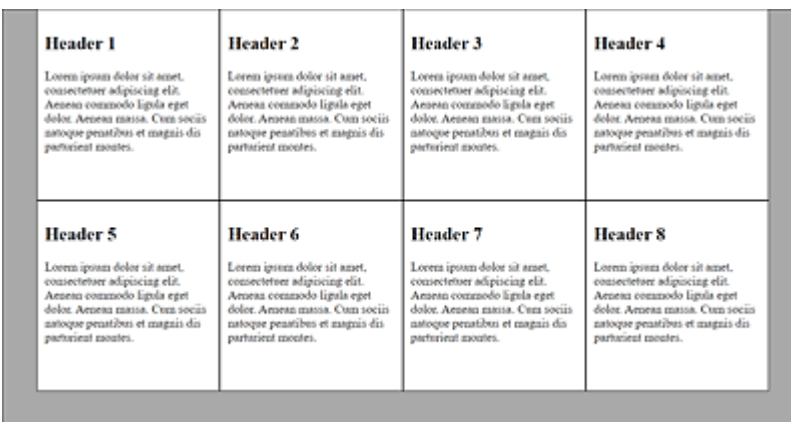 Header 1
Lorem ipsum dolor sit amet,
consectetuer adipiscing elit.
Aenean commodo ligula eget
dolor. Aenean massa. Cum sociis
natoque penatibus et magnis dis
parturient montes.
Header 2
Lorem ipsum dolor sit amet,
consectetuer adipiscing elit.
Aenean commodo ligula eget
dolor. Aenean massa. Cum sociis
natoque penatibus et magnis dis
parturient montes.
Header 3
Lorem ipsum dolor sit amet,
consectetuer adipiscing elit.
Aenean commodo ligula eget
dolor. Aenean massa. Cum sociis
natoque penatibus et magnis dis
parturient montes.
Header 4
Lorem ipsum dolor sit amet,
consectetuer adipiscing elit.
Aenean commodo ligula eget
dolor. Aenean massa. Cum sociis
natoque penatibus et magnis dis
parturient montes.
Header 5
Lorem ipsum dolor sit amet,
consectetuer adipiscing elit.
Aenean commodo ligula eget
dolor. Aenean massa. Cum sociis
natoque penatibus et magnis dis
parturient montes.
Header 6
Lorem ipsum dolor sit amet,
consectetuer adipiscing elit.
Aenean commodo ligula eget
dolor. Aenean massa. Cum sociis
natoque penatibus et magnis dis
parturient montes.
Header 7
Lorem ipsum dolor sit amet,
consectetuer adipiscing elit.
Aenean commodo ligula eget
dolor. Aenean massa. Cum sociis
natoque penatibus et magnis dis
parturient montes.
Header 8
Lorem ipsum dolor sit amet,
consectetuer adipiscing elit.
Aenean commodo ligula eget
dolor. Aenean massa. Cum sociis
natoque penatibus et magnis dis
parturient montes.